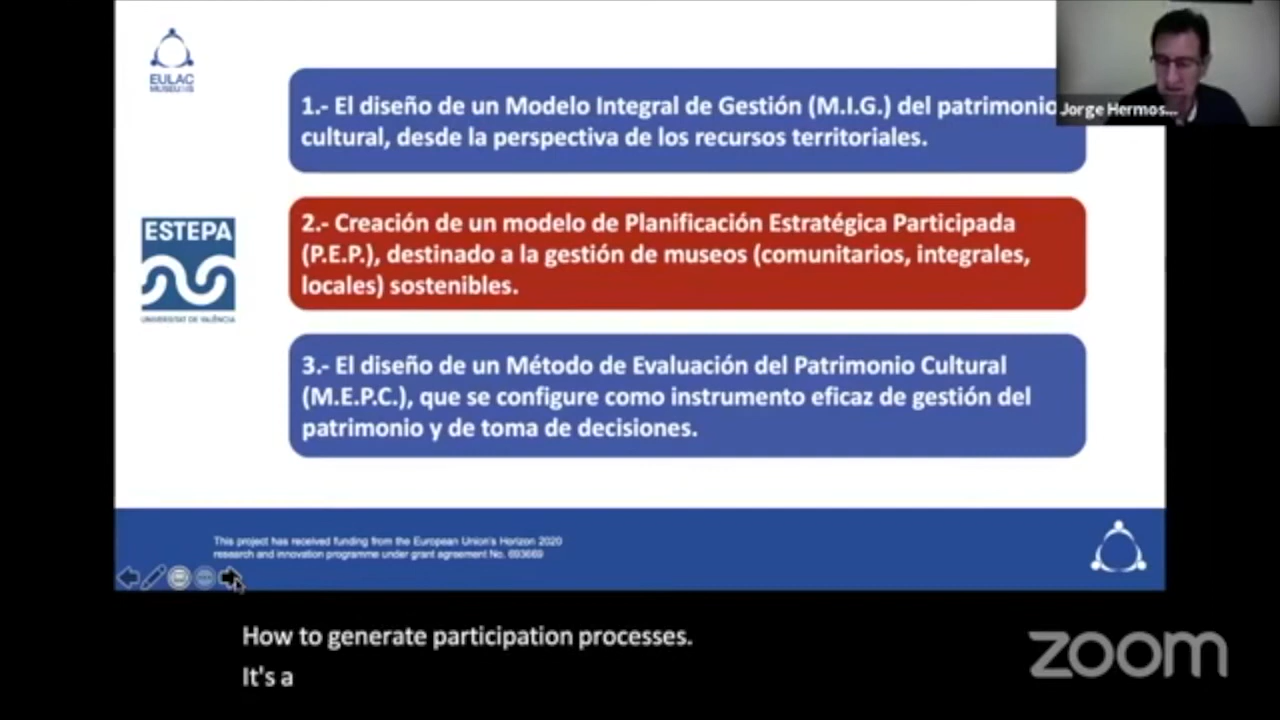 EULAC
MUSEUMS
1.- El diseño de un Modelo Integral de Gestión (M.I.G.) del patrimonio
cultural, desde la perspectiva de los recursos territoriales.
Jorge Hermos...
ESTEPA
UNIVERSITAT DE VALÈNCIA
2.- Creación de un modelo de Planificación Estratégica Participada
(P.E.P.), destinado a la gestión de museos (comunitarios, integrales,
locales) sostenibles.
3.- El diseño de un Método de Evaluación del Patrimonio Cultural
(M.E.P.C.), que se configure como instrumento eficaz de gestión del
patrimonio y de toma de decisiones.
This project has received funding from the European Union's Horizon 2020
research and innovation programme under grant agreement No. 693669
How to generate participation processes.
It's a
zoom